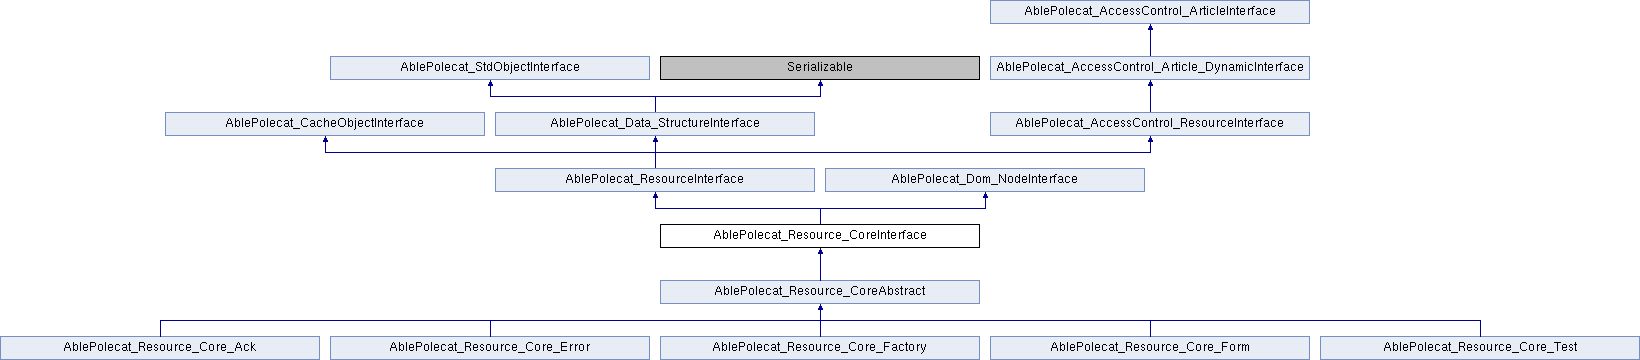 AblePolecat_AccessControl_ArticleInterface
AblePolecat_StdObjectInterface
Serializable
AblePolecat_AccessControl_Article_DynamicInterface
AblePolecat_CacheObjectInterface
AblePolecat_Data_StructureInterface
AblePolecat_AccessControl_ResourceInterface
AblePolecat_ResourceInterface
AblePolecat_Dom_NodeInterface
AblePolecat_Resource_CoreInterface
AblePolecat_Resource_CoreAbstract
AblePolecat_Resource_Core_Ack
AblePolecat_Resource_Core_Error
AblePolecat_Resource_Core_Factory
AblePolecat_Resource_Core_Form
AblePolecat_Resource_Core_Test